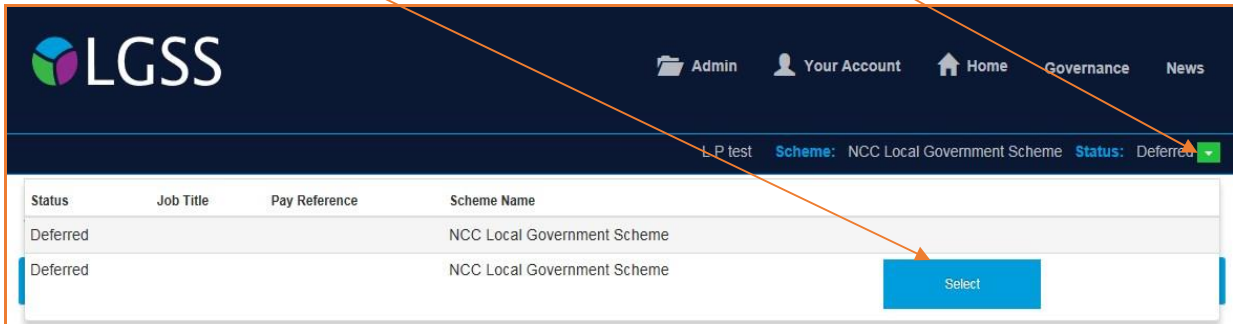 LGSS
Admin Your Account Home Governance News
L P test Scheme: NCC Local Government Scheme Status: Deferred
Status Job Title Pay Reference Scheme Name
Deferred NCC Local Government Scheme
Deferred NCC Local Government Scheme
Select